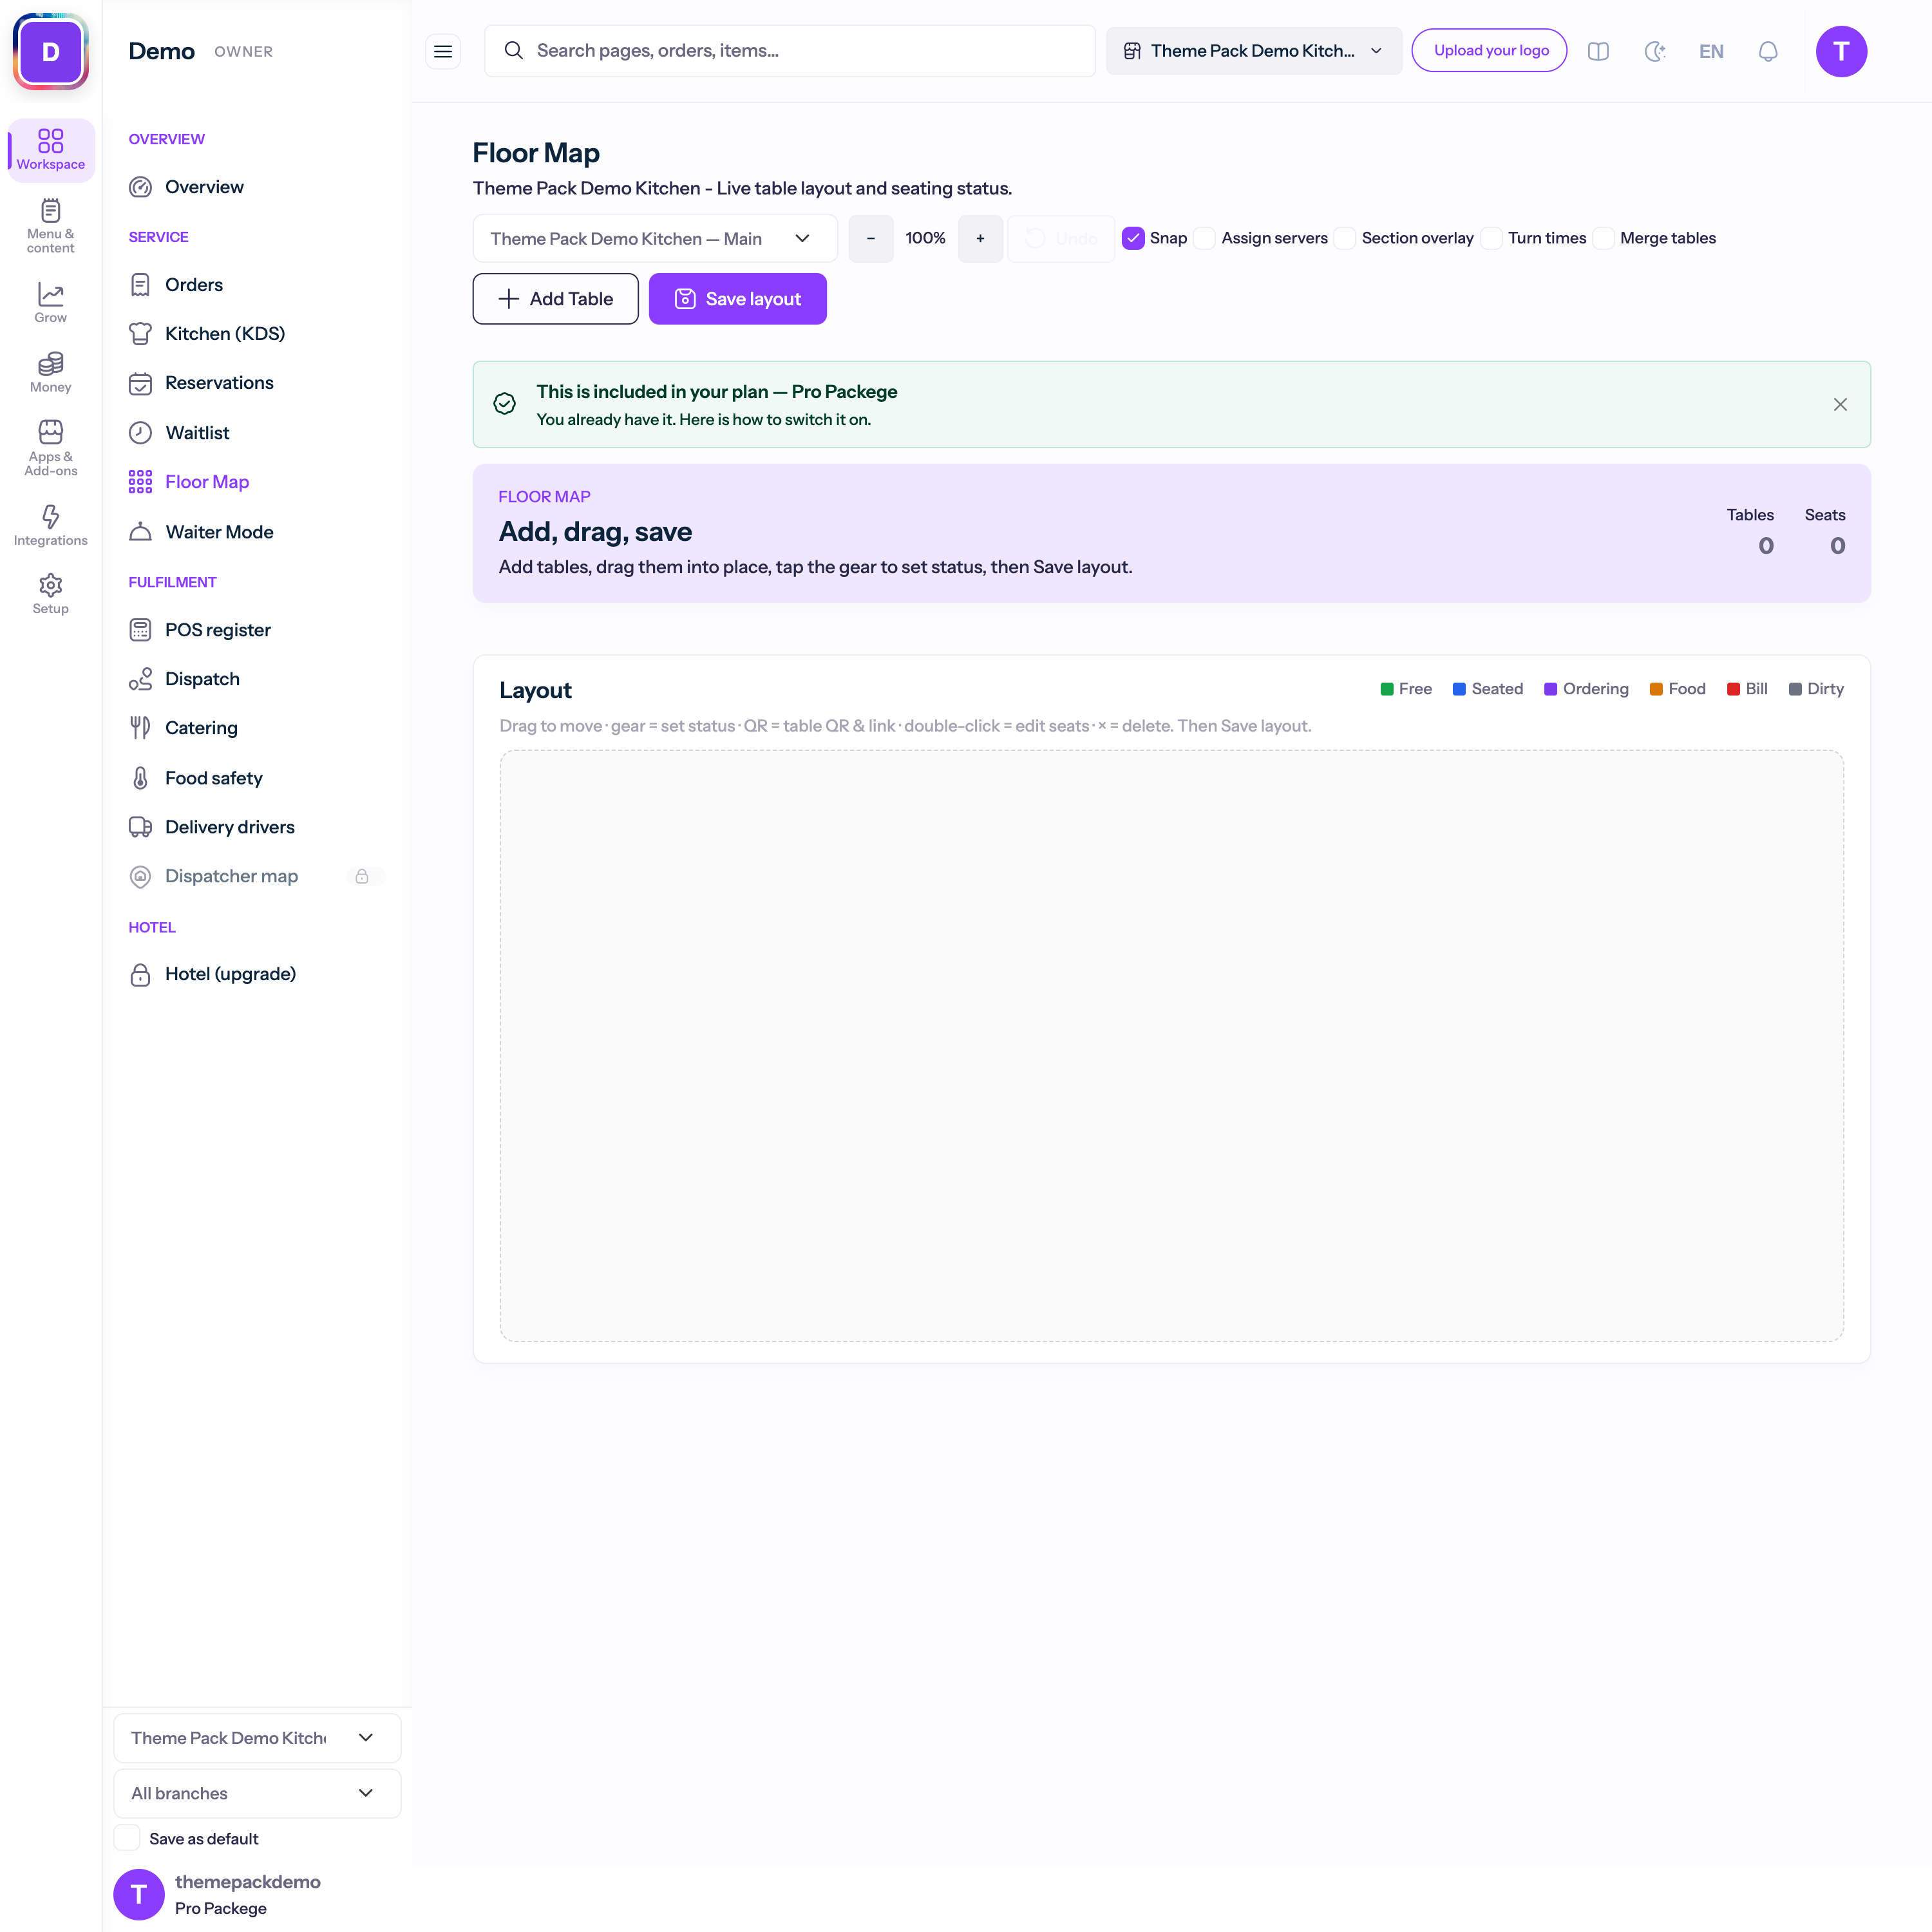 D
Workspace
Menu &
content
Grow
Money
Apps &
Add-ons
Integrations
Setup
Demo OWNER
OVERVIEW
Overview
SERVICE
Orders
Kitchen (KDS)
Reservations
Waitlist
Floor Map
Waiter Mode
FULFILMENT
POS register
Dispatch
Catering
Food safety
Delivery drivers
Dispatcher map
HOTEL
Hotel (upgrade)
Theme Pack Demo Kitch
All branches
Save as default
T
themepackdemo
Pro Packege
Search pages, orders, items...
Theme Pack Demo Kitch...
Upload your logo
EN
T
Floor Map
Theme Pack Demo Kitchen - Live table layout and seating status.
Theme Pack Demo Kitchen — Main
− 100% + Undo Snap Assign servers Section overlay Turn times Merge tables
Add Table
Save layout
This is included in your plan — Pro Packege
You already have it. Here is how to switch it on.
FLOOR MAP
Add, drag, save
Add tables, drag them into place, tap the gear to set status, then Save layout.
Tables Seats
0 0
Layout
Free Seated Ordering Food Bill Dirty
Drag to move · gear = set status · QR = table QR & link · double-click = edit seats · × = delete. Then Save layout.